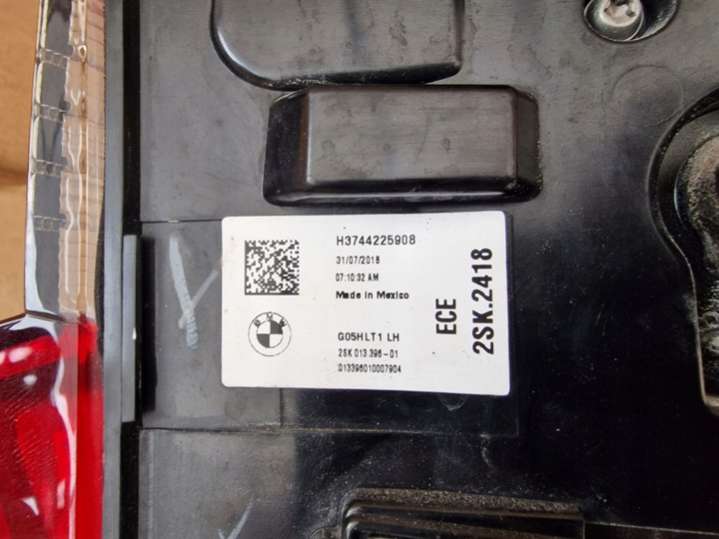 H3744225908
31/07/2018
07:10:32 AM
Made in Mexico
BMW
G05HLT1 LH
2SK 013 396-01
013396010007904
ECE
2SK.2418